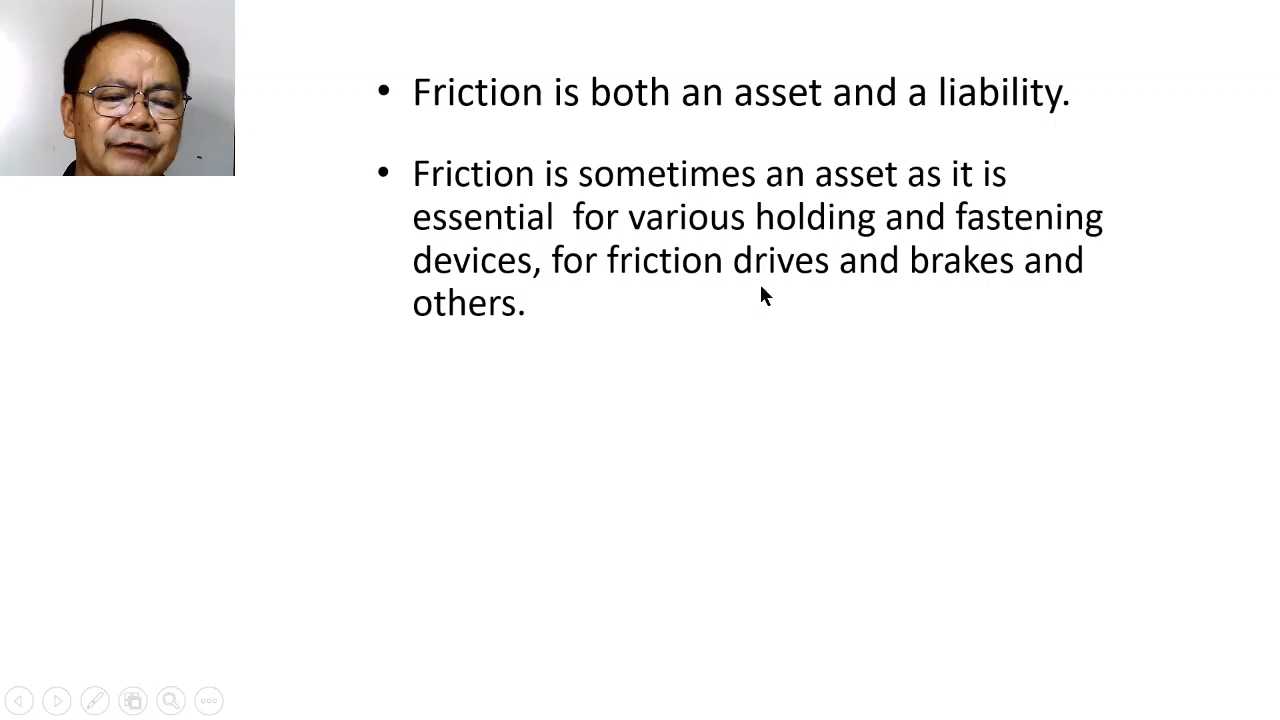 • Friction is both an asset and a liability.
• Friction is sometimes an asset as it is
essential  for various holding and fastening
devices, for friction drives and brakes and
others.